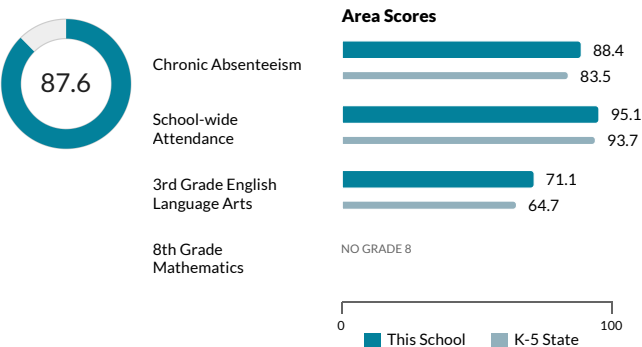 Area Scores
87.6
Chronic Absenteeism
88.4
83.5
School-wide
Attendance
95.1
93.7
3rd Grade English
Language Arts
71.1
64.7
8th Grade
Mathematics
NO GRADE 8
0
100
This School
K-5 State